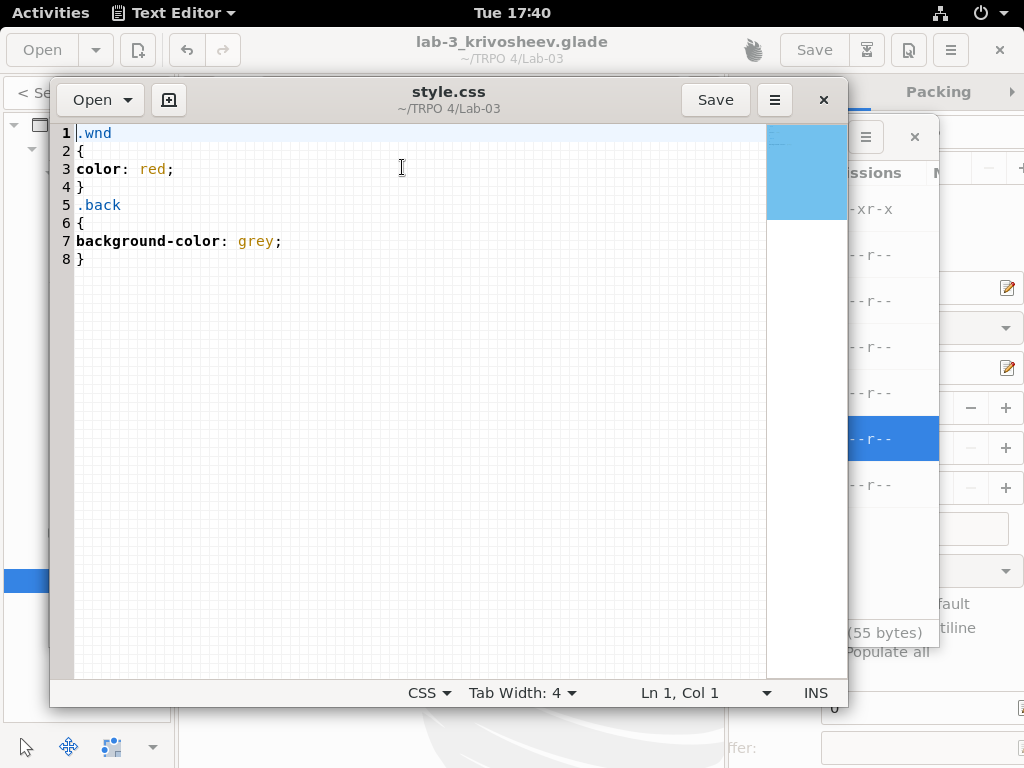 Activities Text Editor Tue 17:40
Open lab-3_krivosheev.glade Save
~/TRPO 4/Lab-03
< Se Packing
Open style.css Save
~/TRPO 4/Lab-03
1 .wnd
2 {
3 color: red;
4 }
5 .back
6 {
7 background-color: grey;
8 }
ssions
-xr-x
--r--
--r--
--r--
--r--
--r--
--r--
fault
(55 bytes)
tiline
Populate all
CSS Tab Width: 4 Ln 1, Col 1 INS
0
ffer: